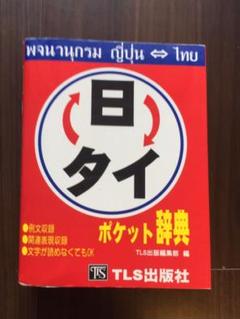 พจนานุกรม ญี่ปุ่น ⇔ ไทย
日
タイ
ポケット辞典
●例文収録
●関連表現収録
●文字が読めなくてもOK
TLS出版編集部 編
TLS TLS出版社